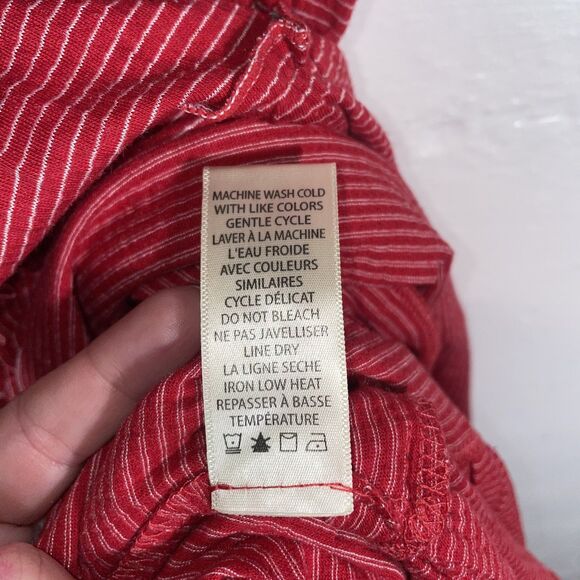 MACHINE WASH COLD
WITH LIKE COLORS
GENTLE CYCLE
LAVER À LA MACHINE
L'EAU FROIDE
AVEC COULEURS
SIMILAIRES
CYCLE DÉLICAT
DO NOT BLEACH
NE PAS JAVELLISER
LINE DRY
LA LIGNE SECHE
IRON LOW HEAT
REPASSER À BASSE
TEMPÉRATURE